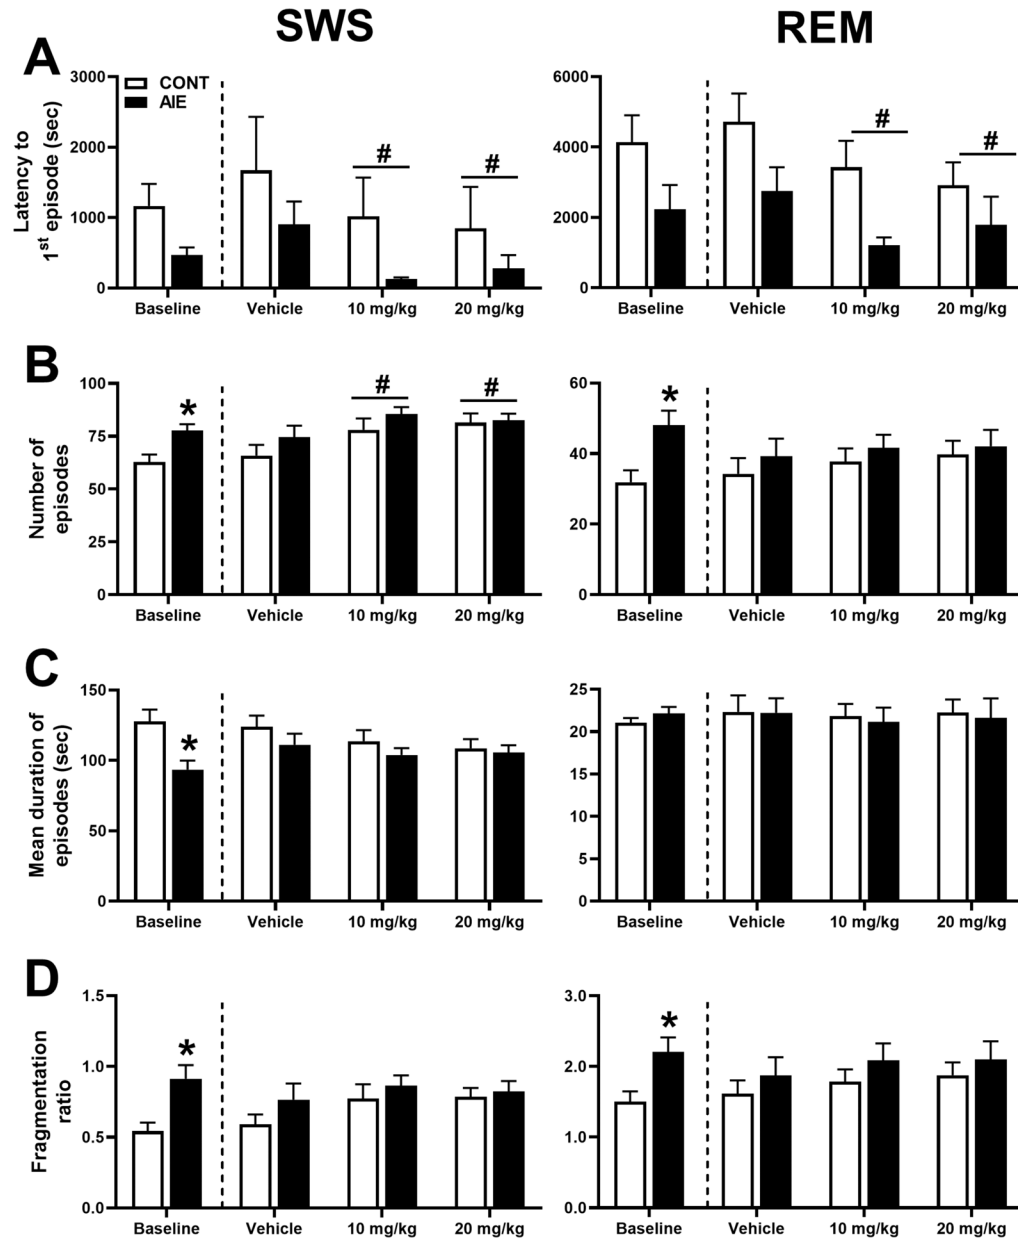 SWS REM
A
Latency to
1st episode (sec)
3000
2000
1000
0
CONT
AIE
# #
Baseline Vehicle 10 mg/kg 20 mg/kg
6000
4000
2000
0
# #
Baseline Vehicle 10 mg/kg 20 mg/kg
B
Number of
episodes
100
75
50
25
0
* # #
Baseline Vehicle 10 mg/kg 20 mg/kg
60
40
20
0
*
Baseline Vehicle 10 mg/kg 20 mg/kg
C
Mean duration of
episodes (sec)
150
100
50
0
*
Baseline Vehicle 10 mg/kg 20 mg/kg
25
20
15
10
5
0
Baseline Vehicle 10 mg/kg 20 mg/kg
D
Fragmentation
ratio
1.5
1.0
0.5
0.0
*
Baseline Vehicle 10 mg/kg 20 mg/kg
3.0
2.0
1.0
0.0
*
Baseline Vehicle 10 mg/kg 20 mg/kg